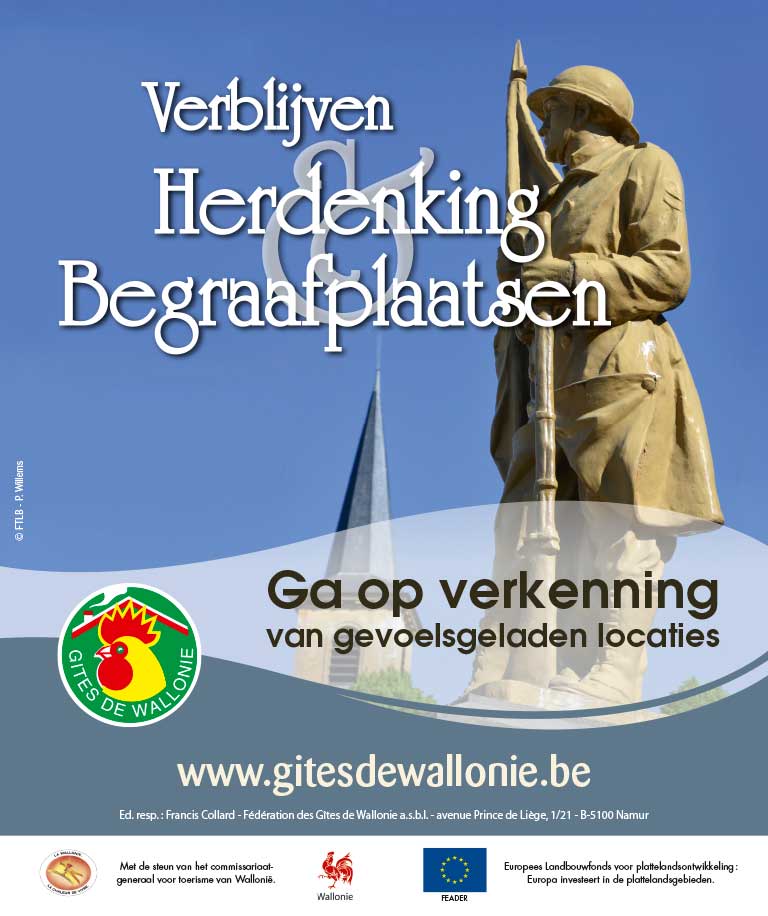 Verblijven
&
Herdenking
Begraafplaatsen
© FTLB - P. Willems
Ga op verkenning
van gevoelsgeladen locaties
GITES DE WALLONIE
www.gitesdewallonie.be
Ed. resp. : Francis Collard - Fédération des Gîtes de Wallonie a.s.b.l. - avenue Prince de Liège, 1/21 - B-5100 Namur
LA WALLONIE
LA CHALEUR DE VIVRE
Met de steun van het commissariaat-
generaal voor toerisme van Wallonië.
Wallonie
FEADER
Europees Landbouwfonds voor plattelandsontwikkeling :
Europa investeert in de plattelandsgebieden.